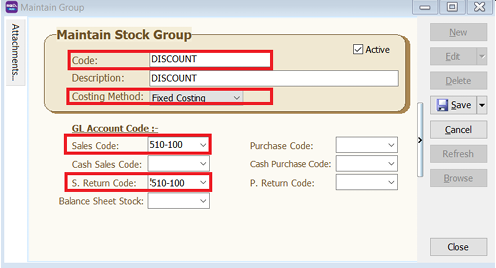 Maintain Group
Attachments...
Maintain Stock Group
Active
Code: DISCOUNT
Description: DISCOUNT
Costing Method: Fixed Costing
GL Account Code :-
Sales Code: 510-100 Purchase Code:
Cash Sales Code: Cash Purchase Code:
S. Return Code: 510-100 P. Return Code:
Balance Sheet Stock:
New
Edit
Delete
Save
Cancel
Refresh
Browse
Close